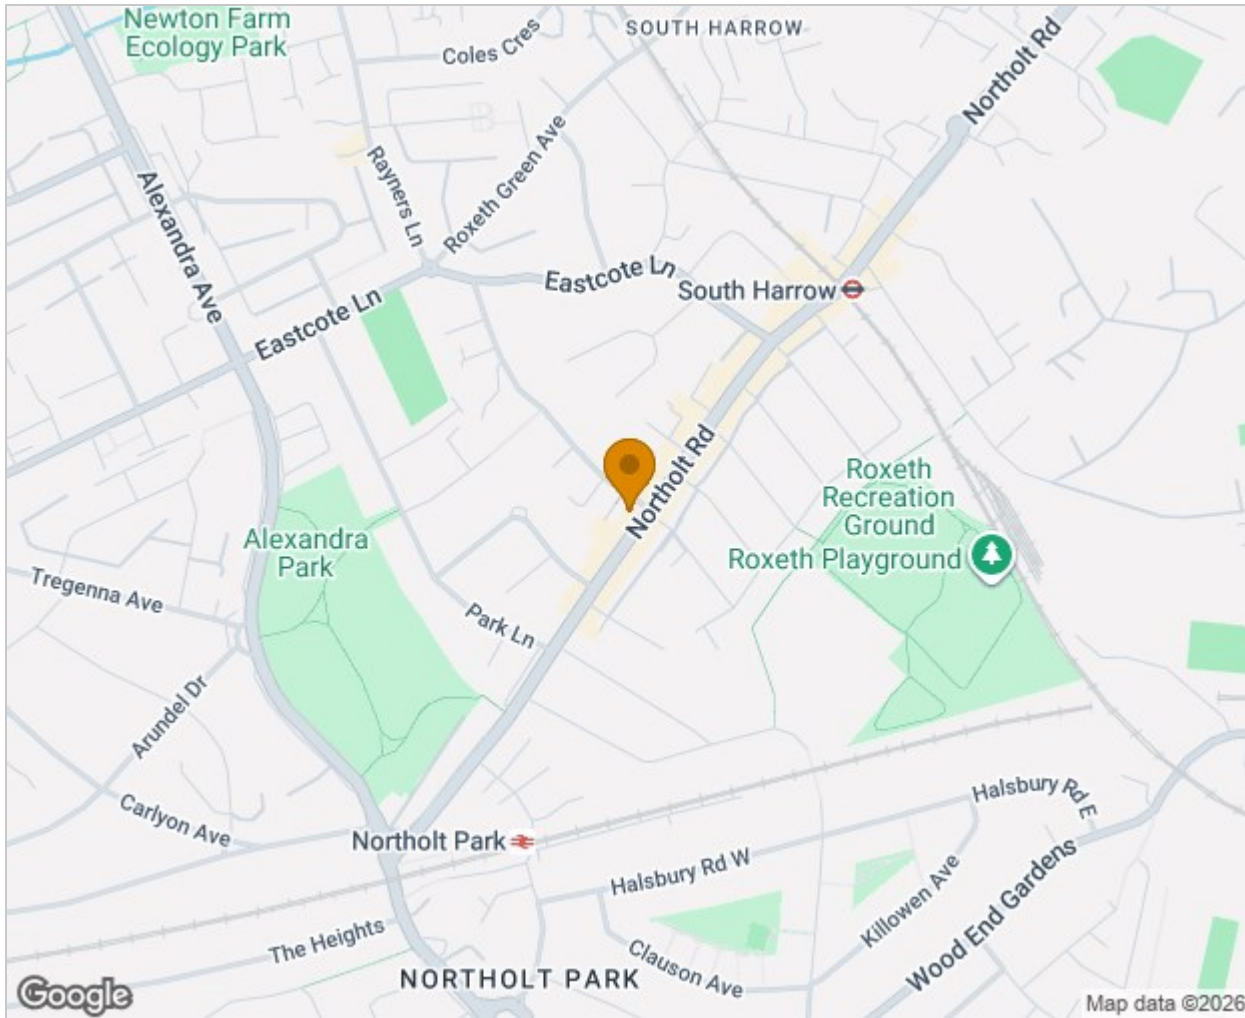 Newton Farm
Ecology Park
Coles Cres
SOUTH HARROW
Northolt Rd
Rayners Ln
Roxeth Green Ave
Alexandra Ave
Eastcote Ln
South Harrow
Eastcote Ln
Northolt Rd
Roxeth
Recreation
Ground
Roxeth Playground
Alexandra
Park
Tregenna Ave
Park Ln
Arundel Dr
Carlyon Ave
Northolt Park
Halsbury Rd E
Halsbury Rd W
Killowen Ave
Wood End Gardens
The Heights
Clauson Ave
NORTHOLT PARK
Google
Map data ©2026